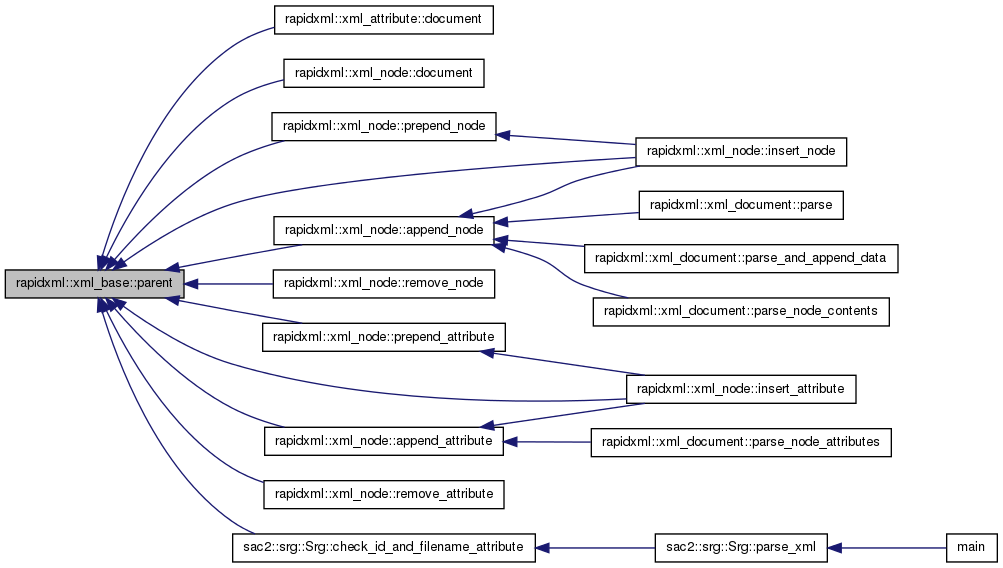 rapidxml::xml_attribute::document
rapidxml::xml_node::document
rapidxml::xml_node::prepend_node
rapidxml::xml_node::insert_node
rapidxml::xml_document::parse
rapidxml::xml_node::append_node
rapidxml::xml_document::parse_and_append_data
rapidxml::xml_base::parent
rapidxml::xml_node::remove_node
rapidxml::xml_document::parse_node_contents
rapidxml::xml_node::prepend_attribute
rapidxml::xml_node::insert_attribute
rapidxml::xml_node::append_attribute
rapidxml::xml_document::parse_node_attributes
rapidxml::xml_node::remove_attribute
sac2::srg::Srg::check_id_and_filename_attribute
sac2::srg::Srg::parse_xml
main